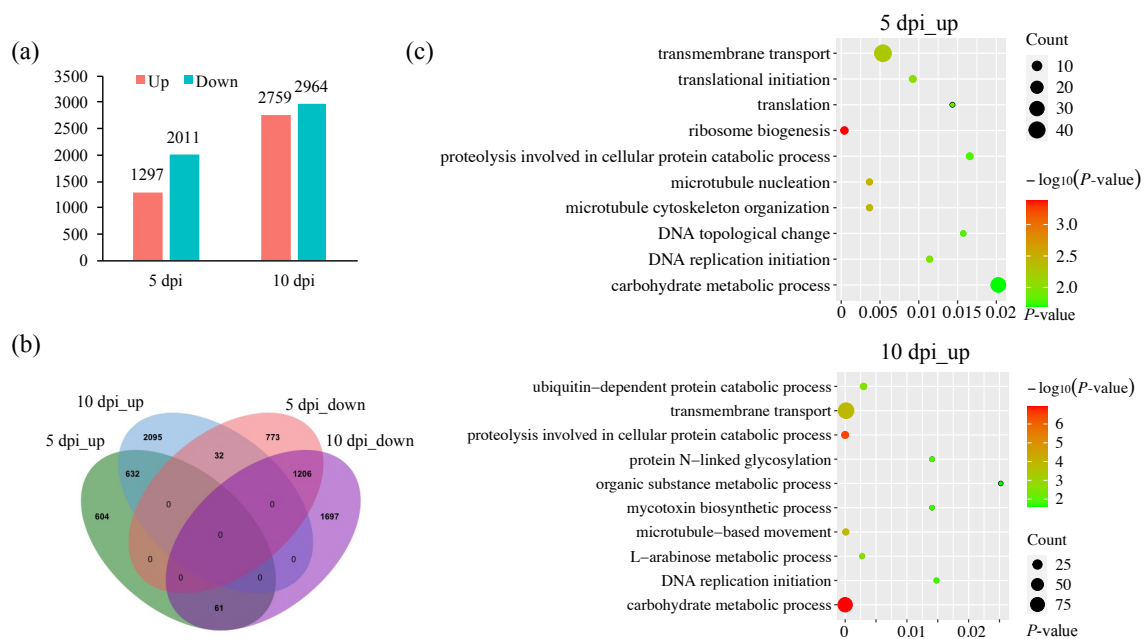 (a)
Up Down
3500
3000
2500
2000
1500
1000
500
0
1297
2011
2759
2964
5 dpi
10 dpi
(b)
10 dpi_up
5 dpi_down
5 dpi_up
10 dpi_down
2095
773
32
632
1206
604
0
0
1697
0
0
0
0
0
61
(c)
5 dpi_up
transmembrane transport
translational initiation
translation
ribosome biogenesis
proteolysis involved in cellular protein catabolic process
microtubule nucleation
microtubule cytoskeleton organization
DNA topological change
DNA replication initiation
carbohydrate metabolic process
0 0.005 0.01 0.015 0.02
P-value
Count
10
20
30
40
−log10(P-value)
3.0
2.5
2.0
10 dpi_up
ubiquitin−dependent protein catabolic process
transmembrane transport
proteolysis involved in cellular protein catabolic process
protein N−linked glycosylation
organic substance metabolic process
mycotoxin biosynthetic process
microtubule−based movement
L−arabinose metabolic process
DNA replication initiation
carbohydrate metabolic process
0 0.01 0.01 0.02
P-value
−log10(P-value)
6
5
4
3
2
Count
25
50
75